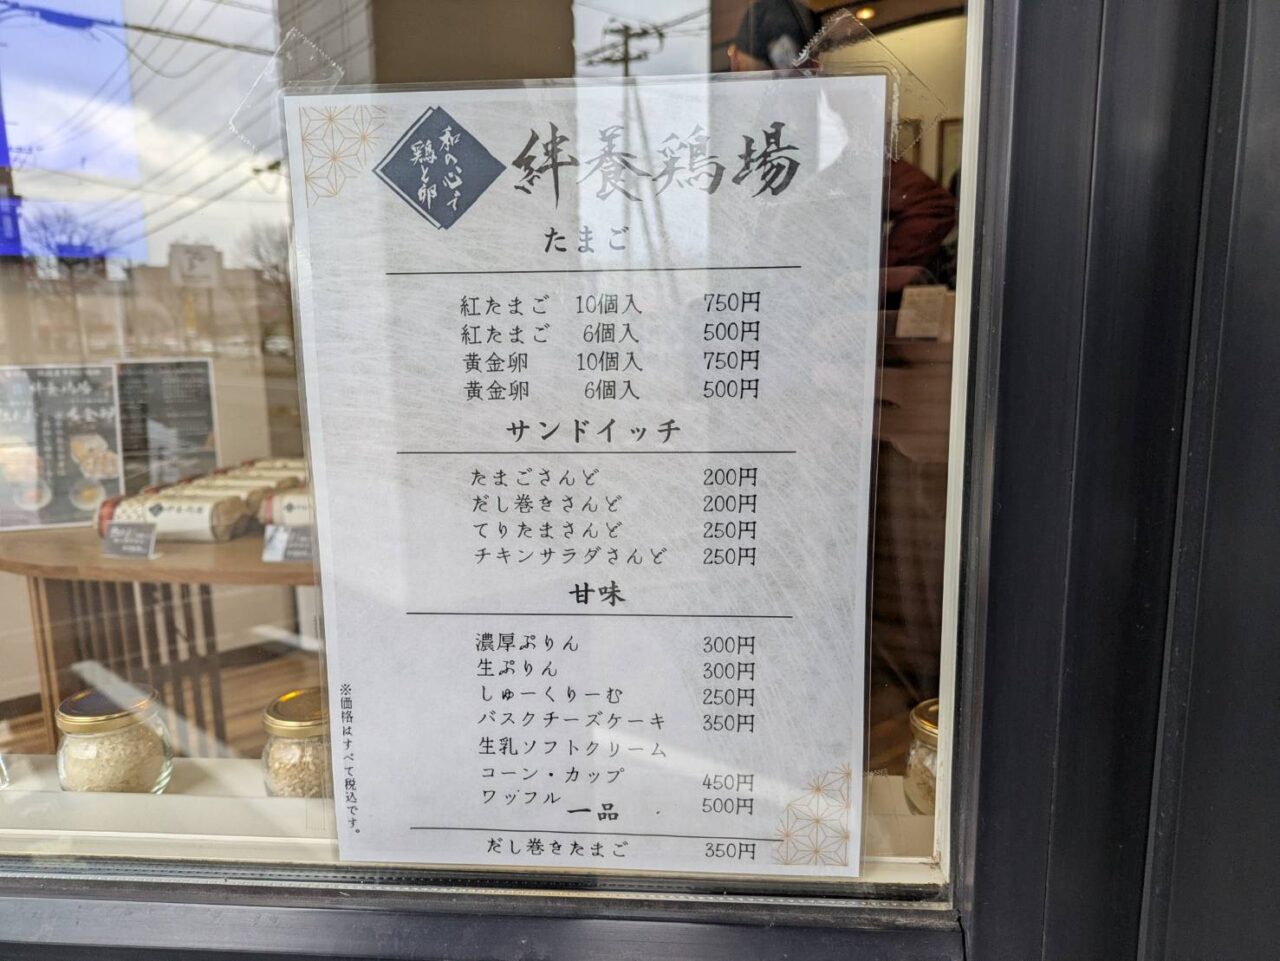 和の心で
鶏と卵
絆養鶏場
たまご
紅たまご 10個入 750円
紅たまご 6個入 500円
黄金卵 10個入 750円
黄金卵 6個入 500円
サンドイッチ
たまごさんど 200円
だし巻きさんど 200円
てりたまさんど 250円
チキンサラダさんど 250円
甘味
濃厚ぷりん 300円
生ぷりん 300円
しゅーくりーむ 250円
バスクチーズケーキ 350円
生乳ソフトクリーム
コーン・カップ 450円
ワッフル 500円
一品
だし巻きたまご 350円
※価格はすべて税込です。